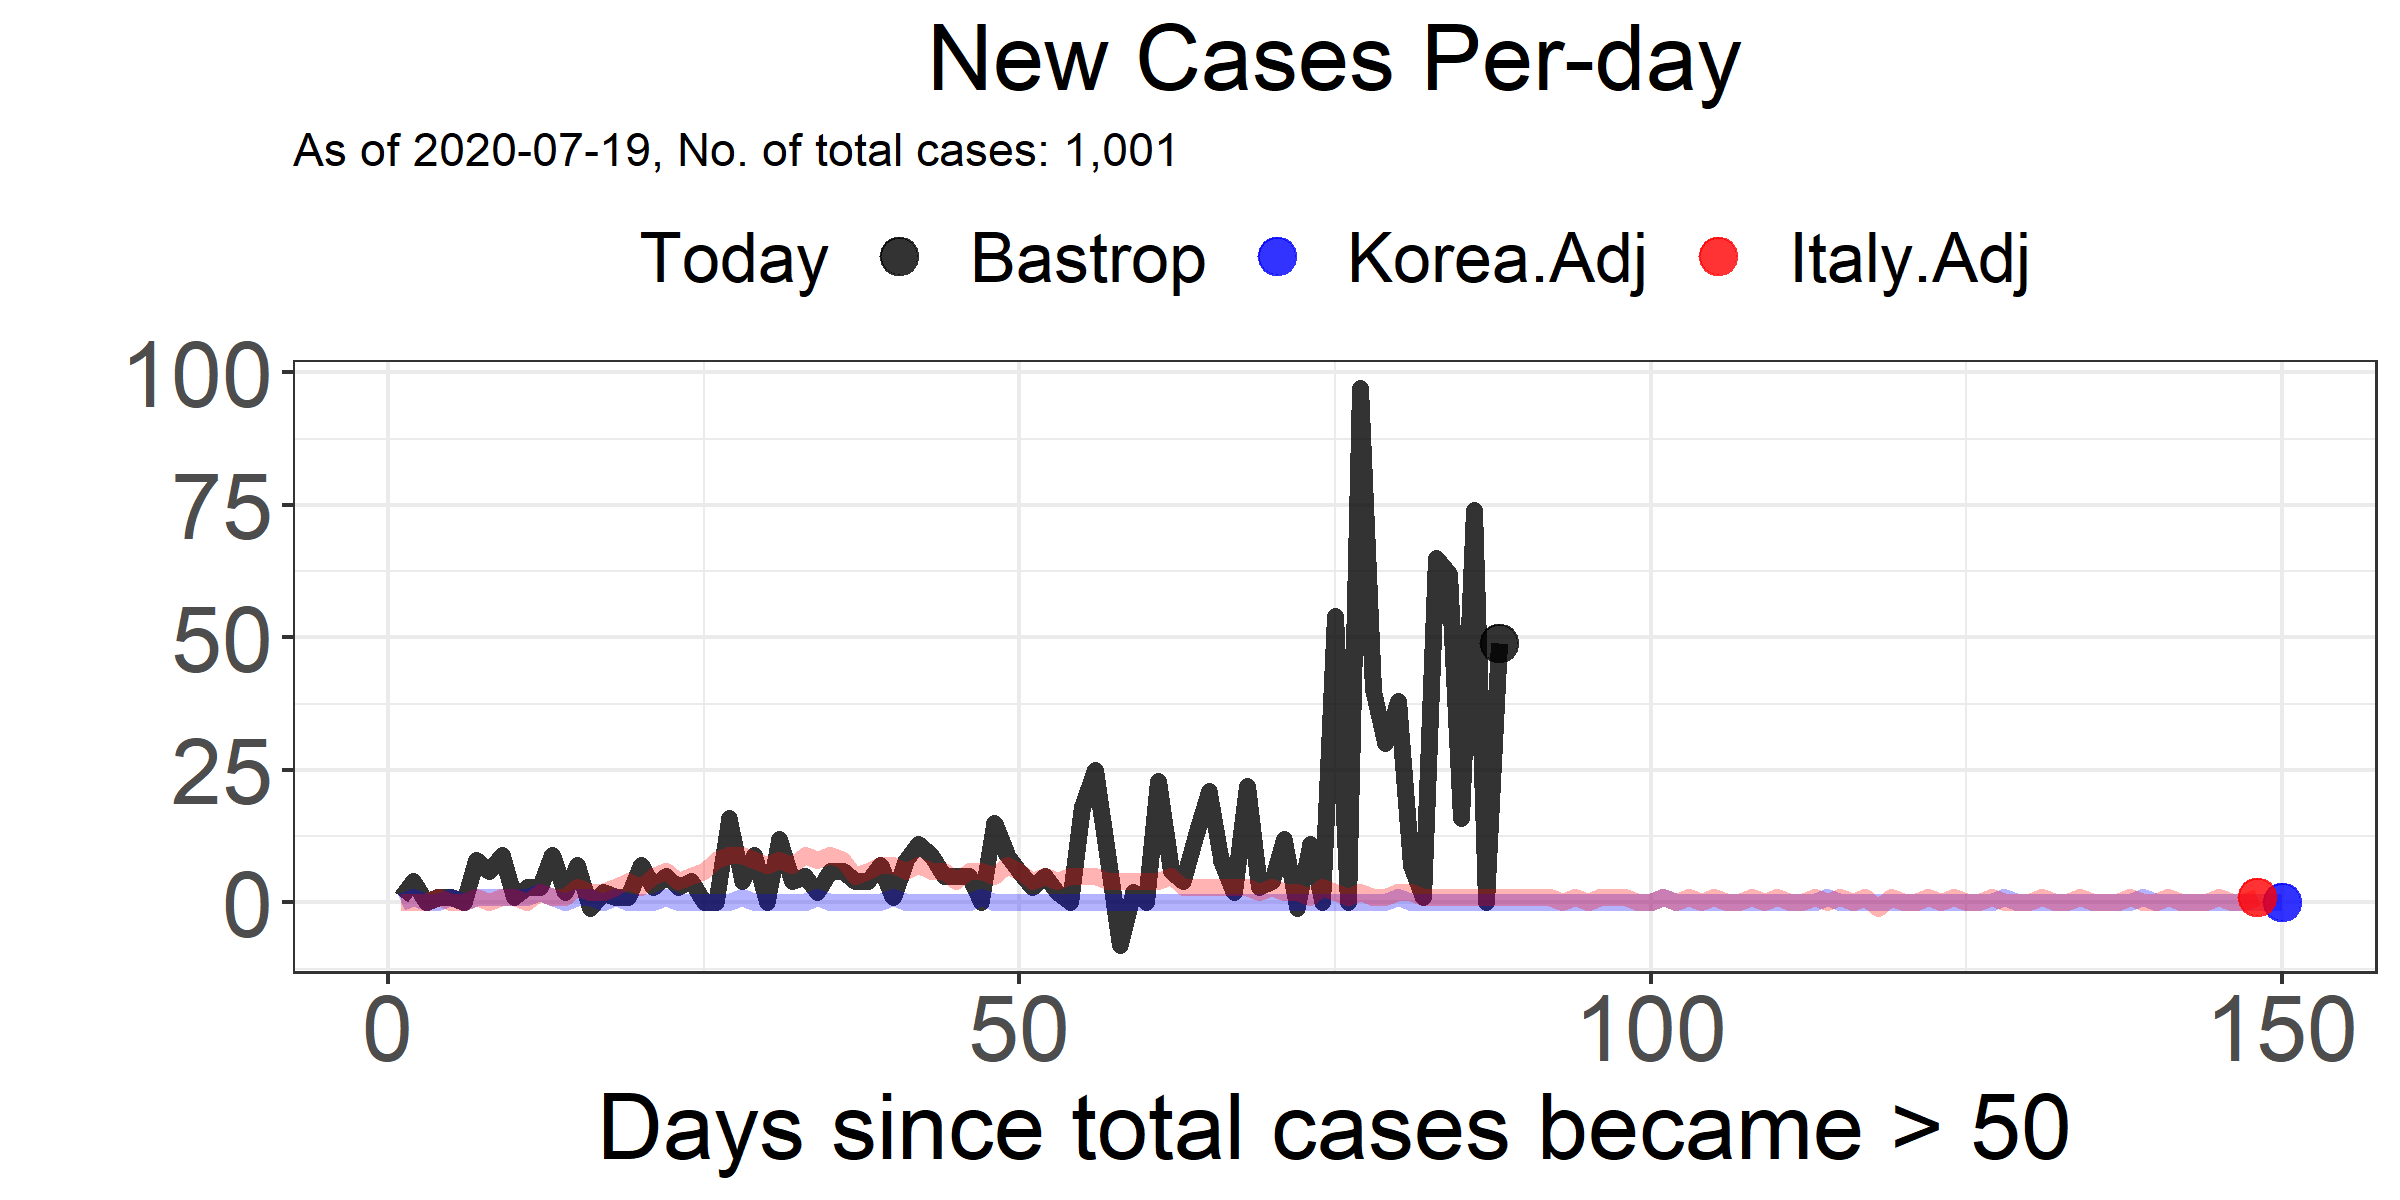 New Cases Per-day
As of 2020-07-19, No. of total cases: 1,001
Today Bastrop Korea.Adj Italy.Adj
100
75
50
25
0
0 50 100 150
Days since total cases became > 50